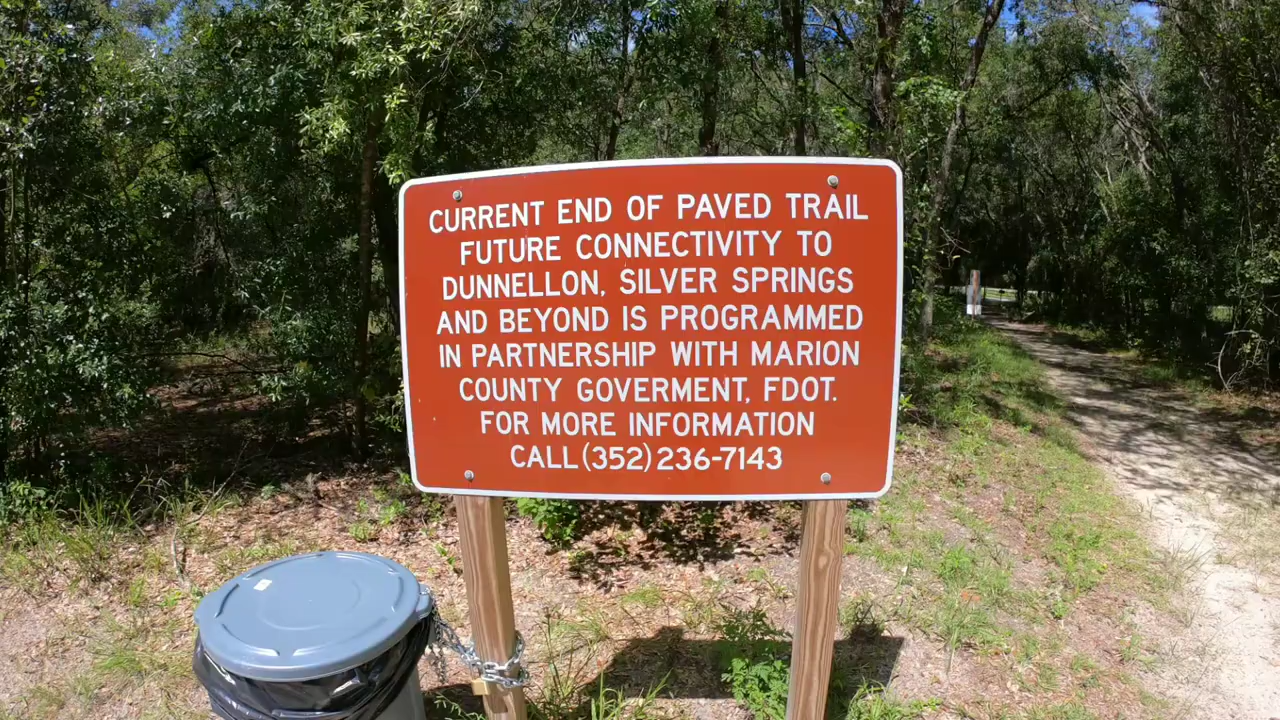 CURRENT END OF PAVED TRAIL
FUTURE CONNECTIVITY TO
DUNNELLON, SILVER SPRINGS
AND BEYOND IS PROGRAMMED
IN PARTNERSHIP WITH MARION
COUNTY GOVERMENT, FDOT.
FOR MORE INFORMATION
CALL (352) 236-7143